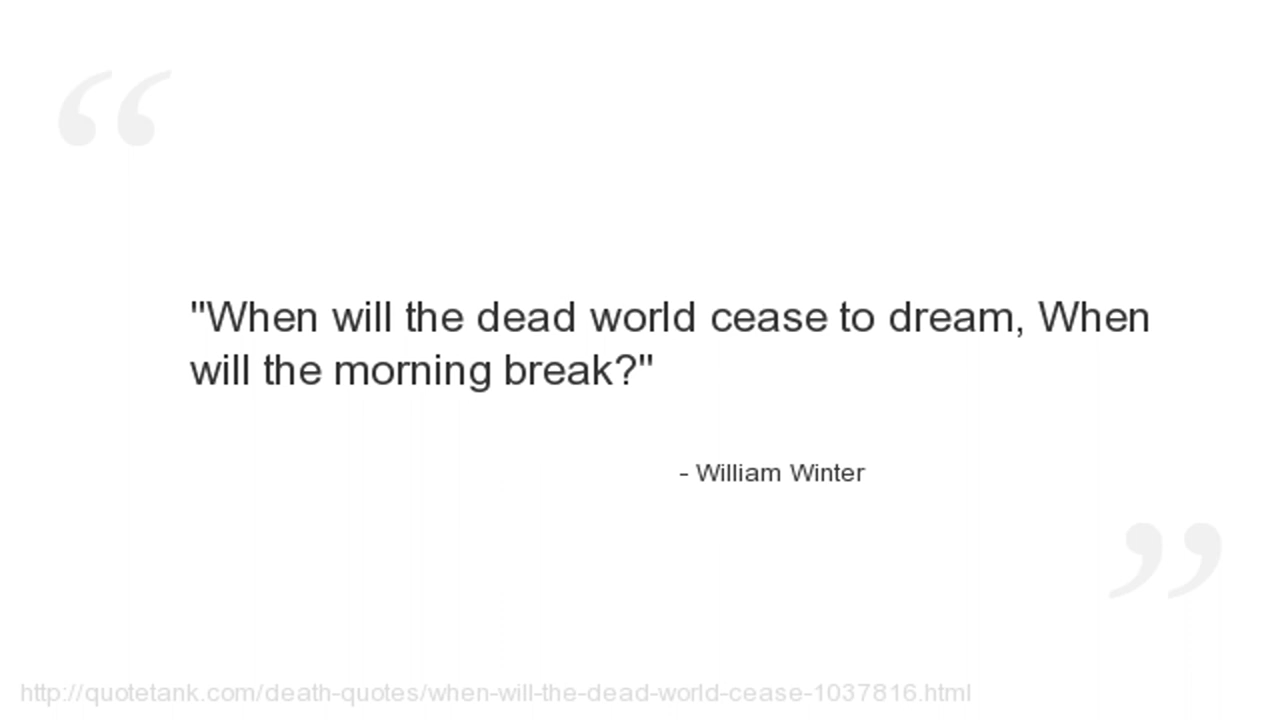 "When will the dead world cease to dream, When
will the morning break?"
- William Winter
http://quotetank.com/death-quotes/when-will-the-dead-world-cease-1037816.html